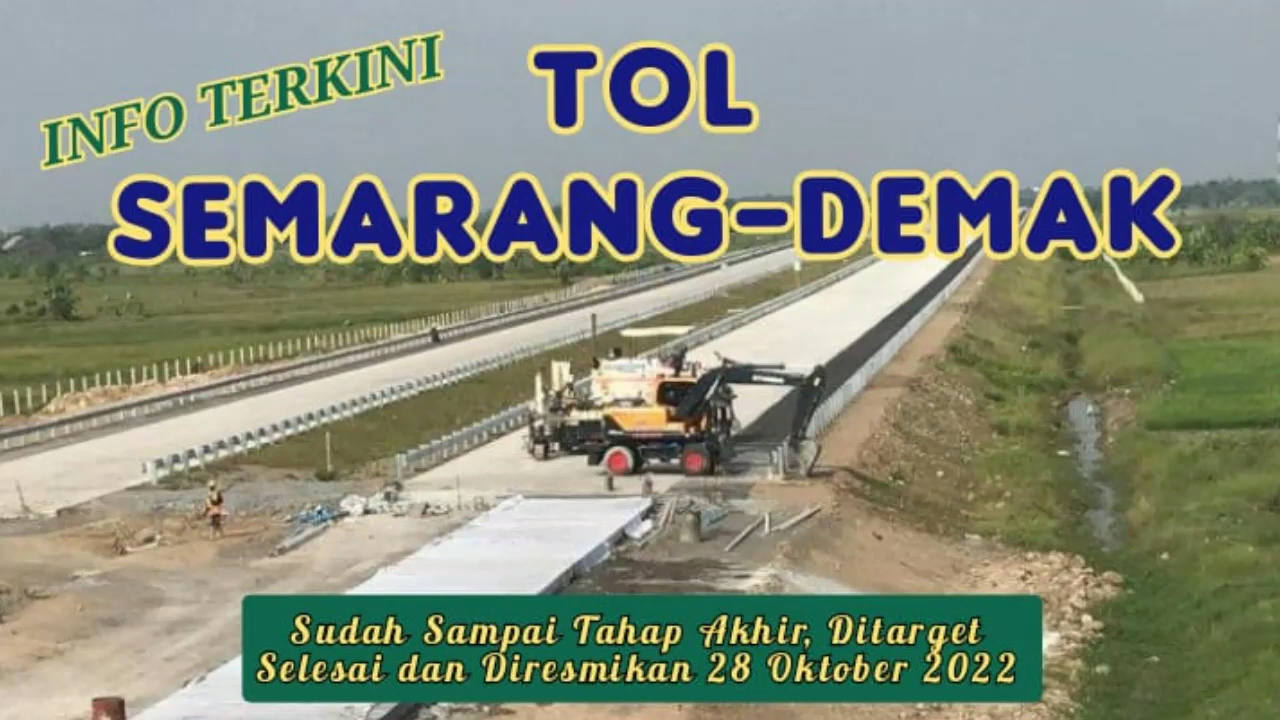 INFO TERKINI
TOL
SEMARANG-DEMAK
Sudah Sampai Tahap Akhir, Ditarget
Selesai dan Diresmikan 28 Oktober 2022